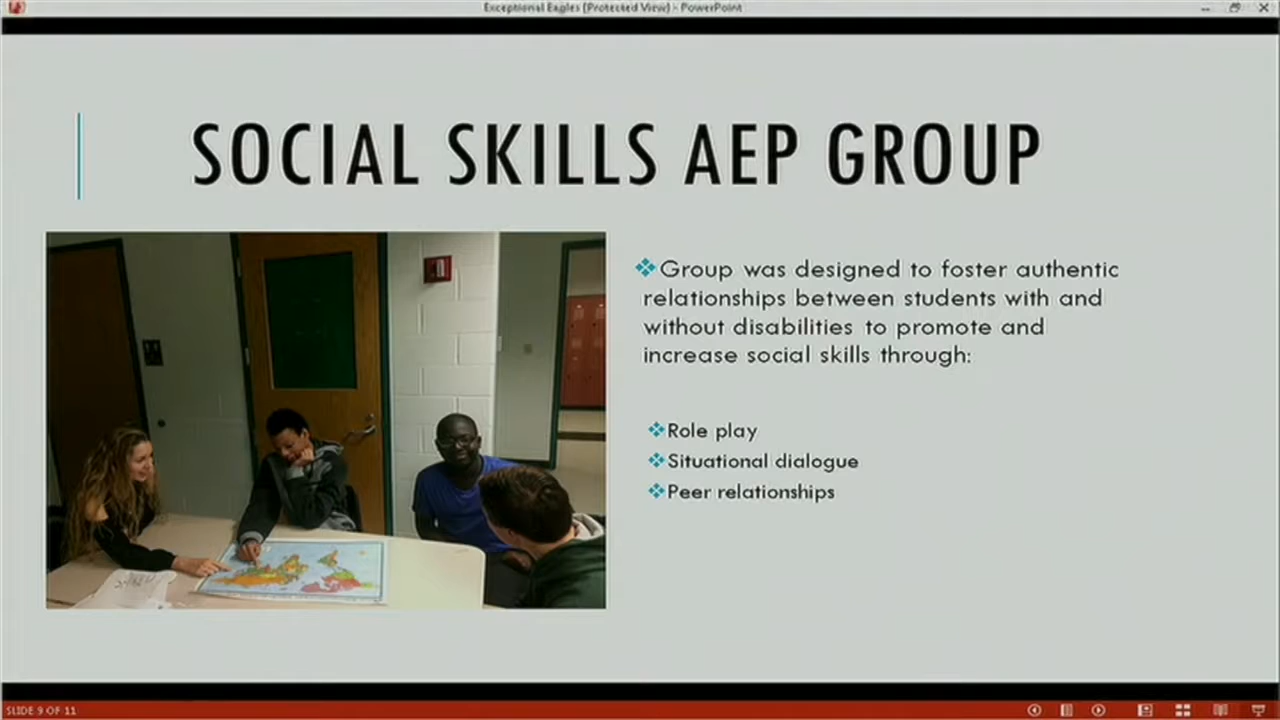 Exceptional Eagles [Protected View] - PowerPoint
SOCIAL SKILLS AEP GROUP
Group was designed to foster authentic
relationships between students with and
without disabilities to promote and
increase social skills through:
Role play
Situational dialogue
Peer relationships
SLIDE 9 OF 11